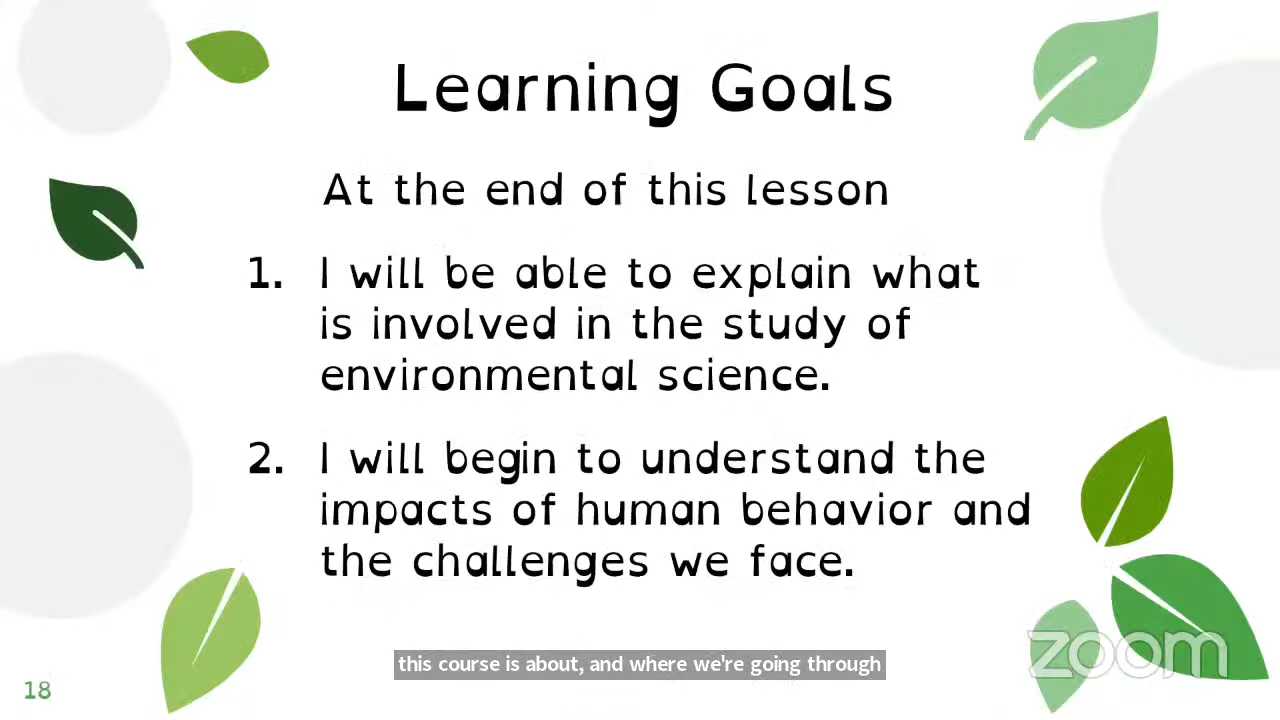 Learning Goals
At the end of this lesson
1. I will be able to explain what
is involved in the study of
environmental science.
2. I will begin to understand the
impacts of human behavior and
the challenges we face.
this course is about, and where we're going through
zoom
18